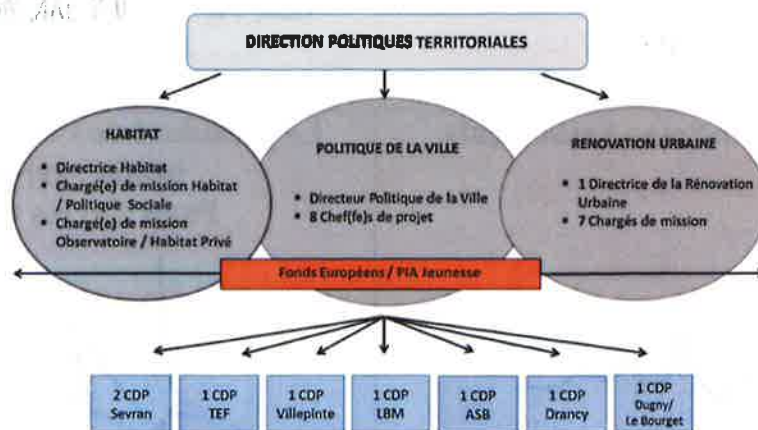 DIRECTION POLITIQUES TERRITORIALES
HABITAT
• Directrice Habitat
• Chargé(e) de mission Habitat
/ Politique Sociale
• Chargé(e) de mission
Observatoire / Habitat Privé
POLITIQUE DE LA VILLE
• Directeur Politique de la Ville
• 8 Chef(fe)s de projet
RENOVATION URBAINE
• 1 Directrice de la Rénovation
Urbaine
• 7 Chargés de mission
Fonds Européens / PIA Jeunesse
2 CDP
Sevran
1 CDP
TEF
1 CDP
Villepinte
1 CDP
LBM
1 CDP
ASB
1 CDP
Drancy
1 CDP
Dugny/
Le Bourget